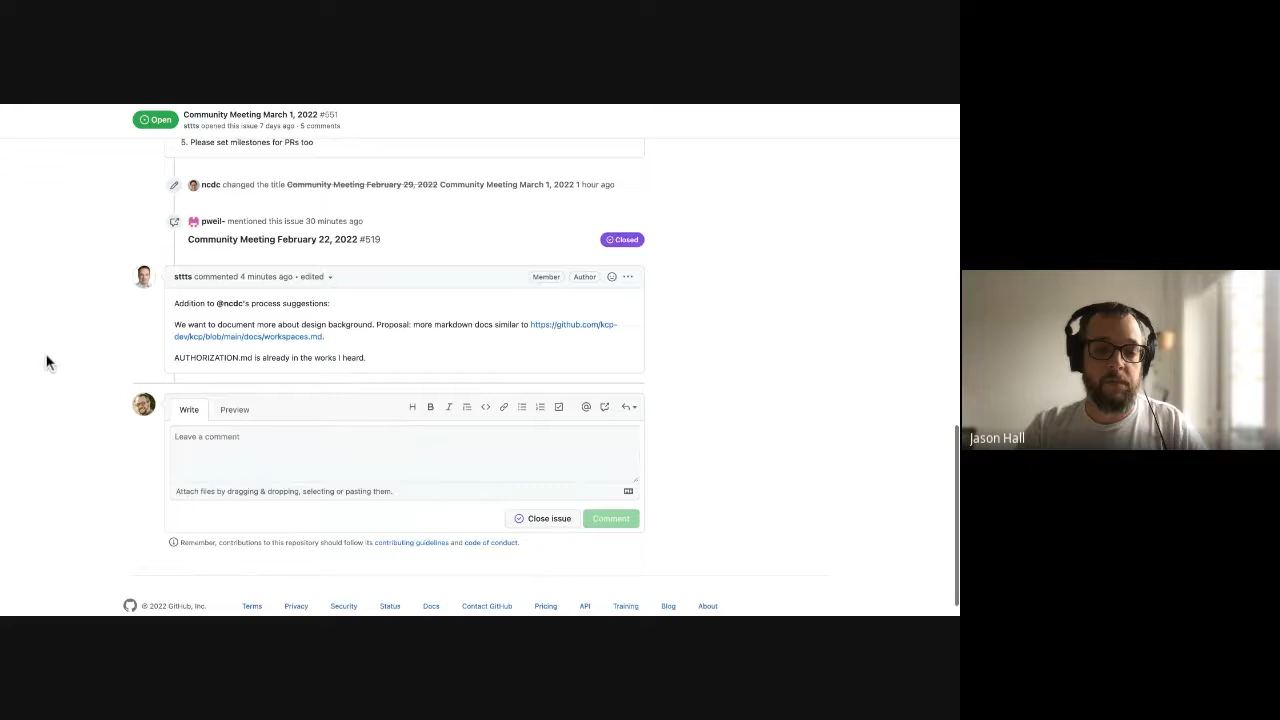 Open
Community Meeting March 1, 2022 #551
sttts opened this issue 7 days ago · 5 comments
5. Please set milestones for PRs too
ncdc changed the title Community Meeting February 29, 2022 Community Meeting March 1, 2022 1 hour ago
pweil- mentioned this issue 30 minutes ago
Community Meeting February 22, 2022 #519
Closed
sttts commented 4 minutes ago • edited
Member
Author
Addition to @ncdc's process suggestions:
We want to document more about design background. Proposal: more markdown docs similar to https://github.com/kcp-
dev/kcp/blob/main/docs/workspaces.md.
AUTHORIZATION.md is already in the works I heard.
Write
Preview
Leave a comment
Attach files by dragging & dropping, selecting or pasting them.
Close issue
Comment
Remember, contributions to this repository should follow its contributing guidelines and code of conduct.
© 2022 GitHub, Inc.
Terms
Privacy
Security
Status
Docs
Contact GitHub
Pricing
API
Training
Blog
About
Jason Hall